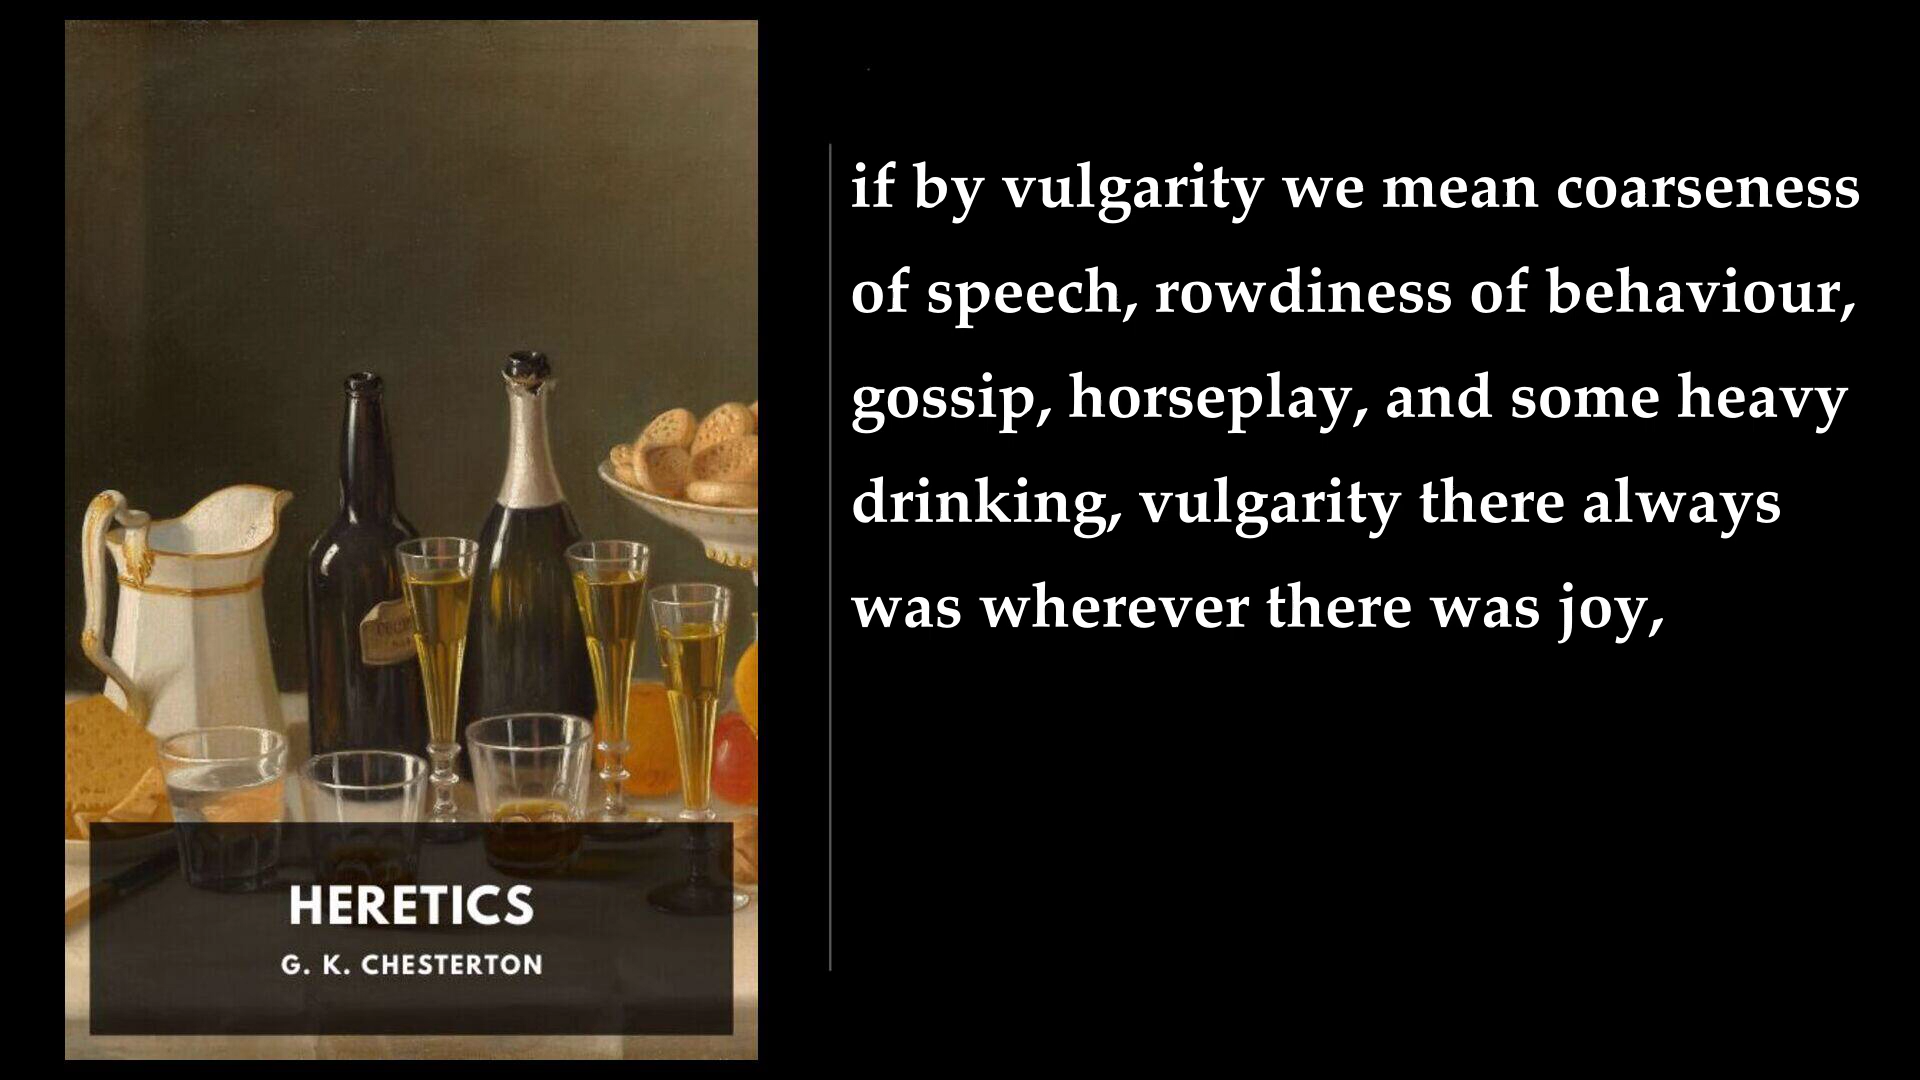 if by vulgarity we mean coarseness
of speech, rowdiness of behaviour,
gossip, horseplay, and some heavy
drinking, vulgarity there always
was wherever there was joy,
HERETICS
G. K. CHESTERTON